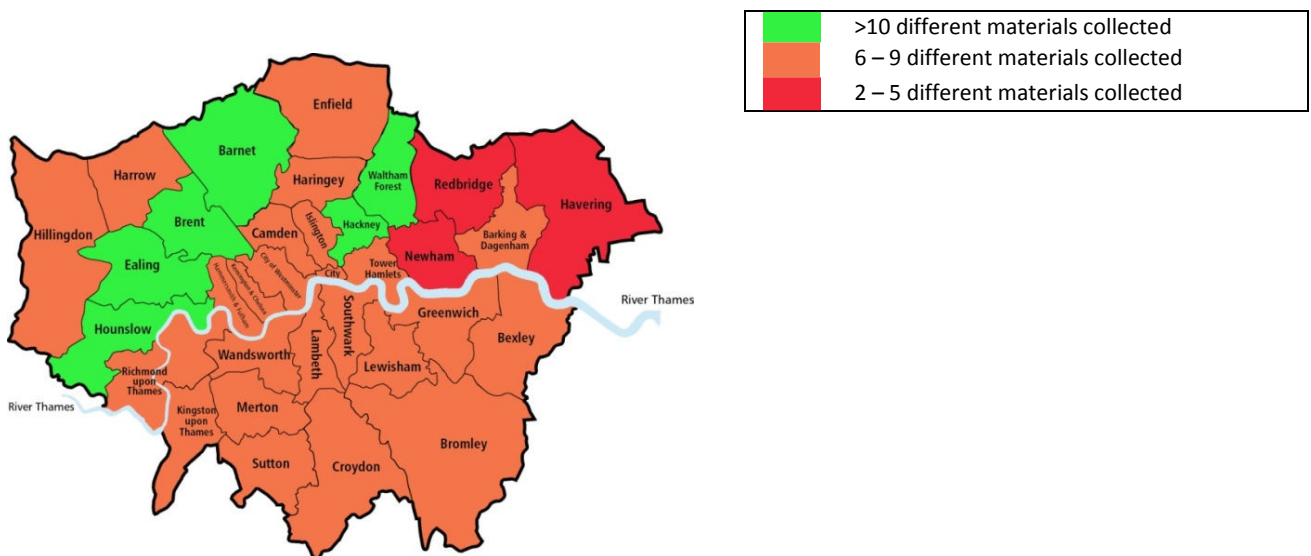 >10 different materials collected
6 – 9 different materials collected
2 – 5 different materials collected
Enfield
Barnet
Harrow
Haringey
Waltham
Forest
Redbridge
Havering
Hillingdon
Brent
Camden
Islington
Hackney
Barking &
Dagenham
Newham
Ealing
City of Westminster
Kensington & Chelsea
Hammersmith & Fulham
City
Tower
Hamlets
River Thames
Hounslow
Southwark
Greenwich
Bexley
Wandsworth
Lambeth
Lewisham
Richmond
upon
Thames
River Thames
Kingston
upon
Thames
Merton
Bromley
Sutton
Croydon